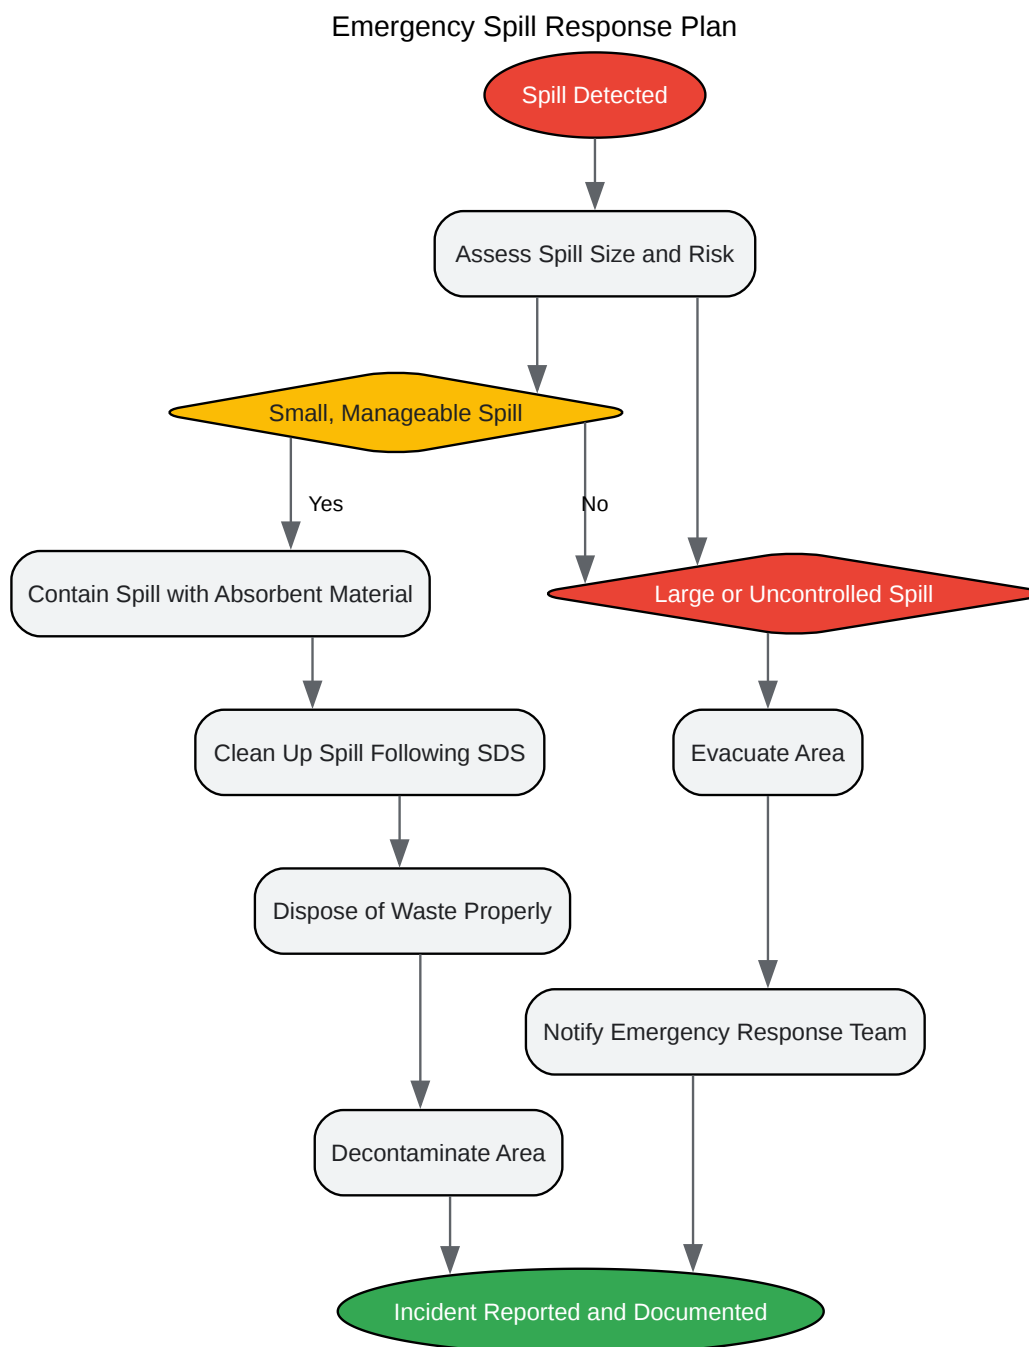 Emergency Spill Response Plan
Spill Detected
Assess Spill Size and Risk
Small, Manageable Spill
Yes
No
Contain Spill with Absorbent Material
Large or Uncontrolled Spill
Clean Up Spill Following SDS
Evacuate Area
Dispose of Waste Properly
Notify Emergency Response Team
Decontaminate Area
Incident Reported and Documented